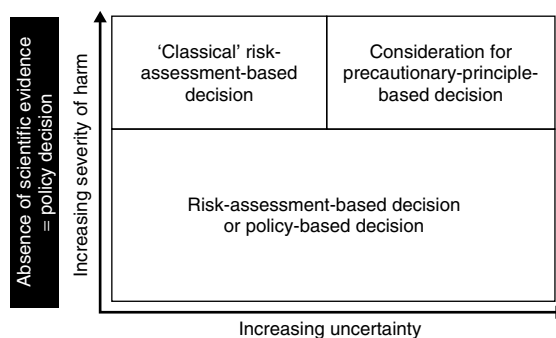 Absence of scientific evidence
= policy decision
Increasing severity of harm
‘Classical’ risk-
assessment-based
decision
Consideration for
precautionary-principle-
based decision
Risk-assessment-based decision
or policy-based decision
Increasing uncertainty